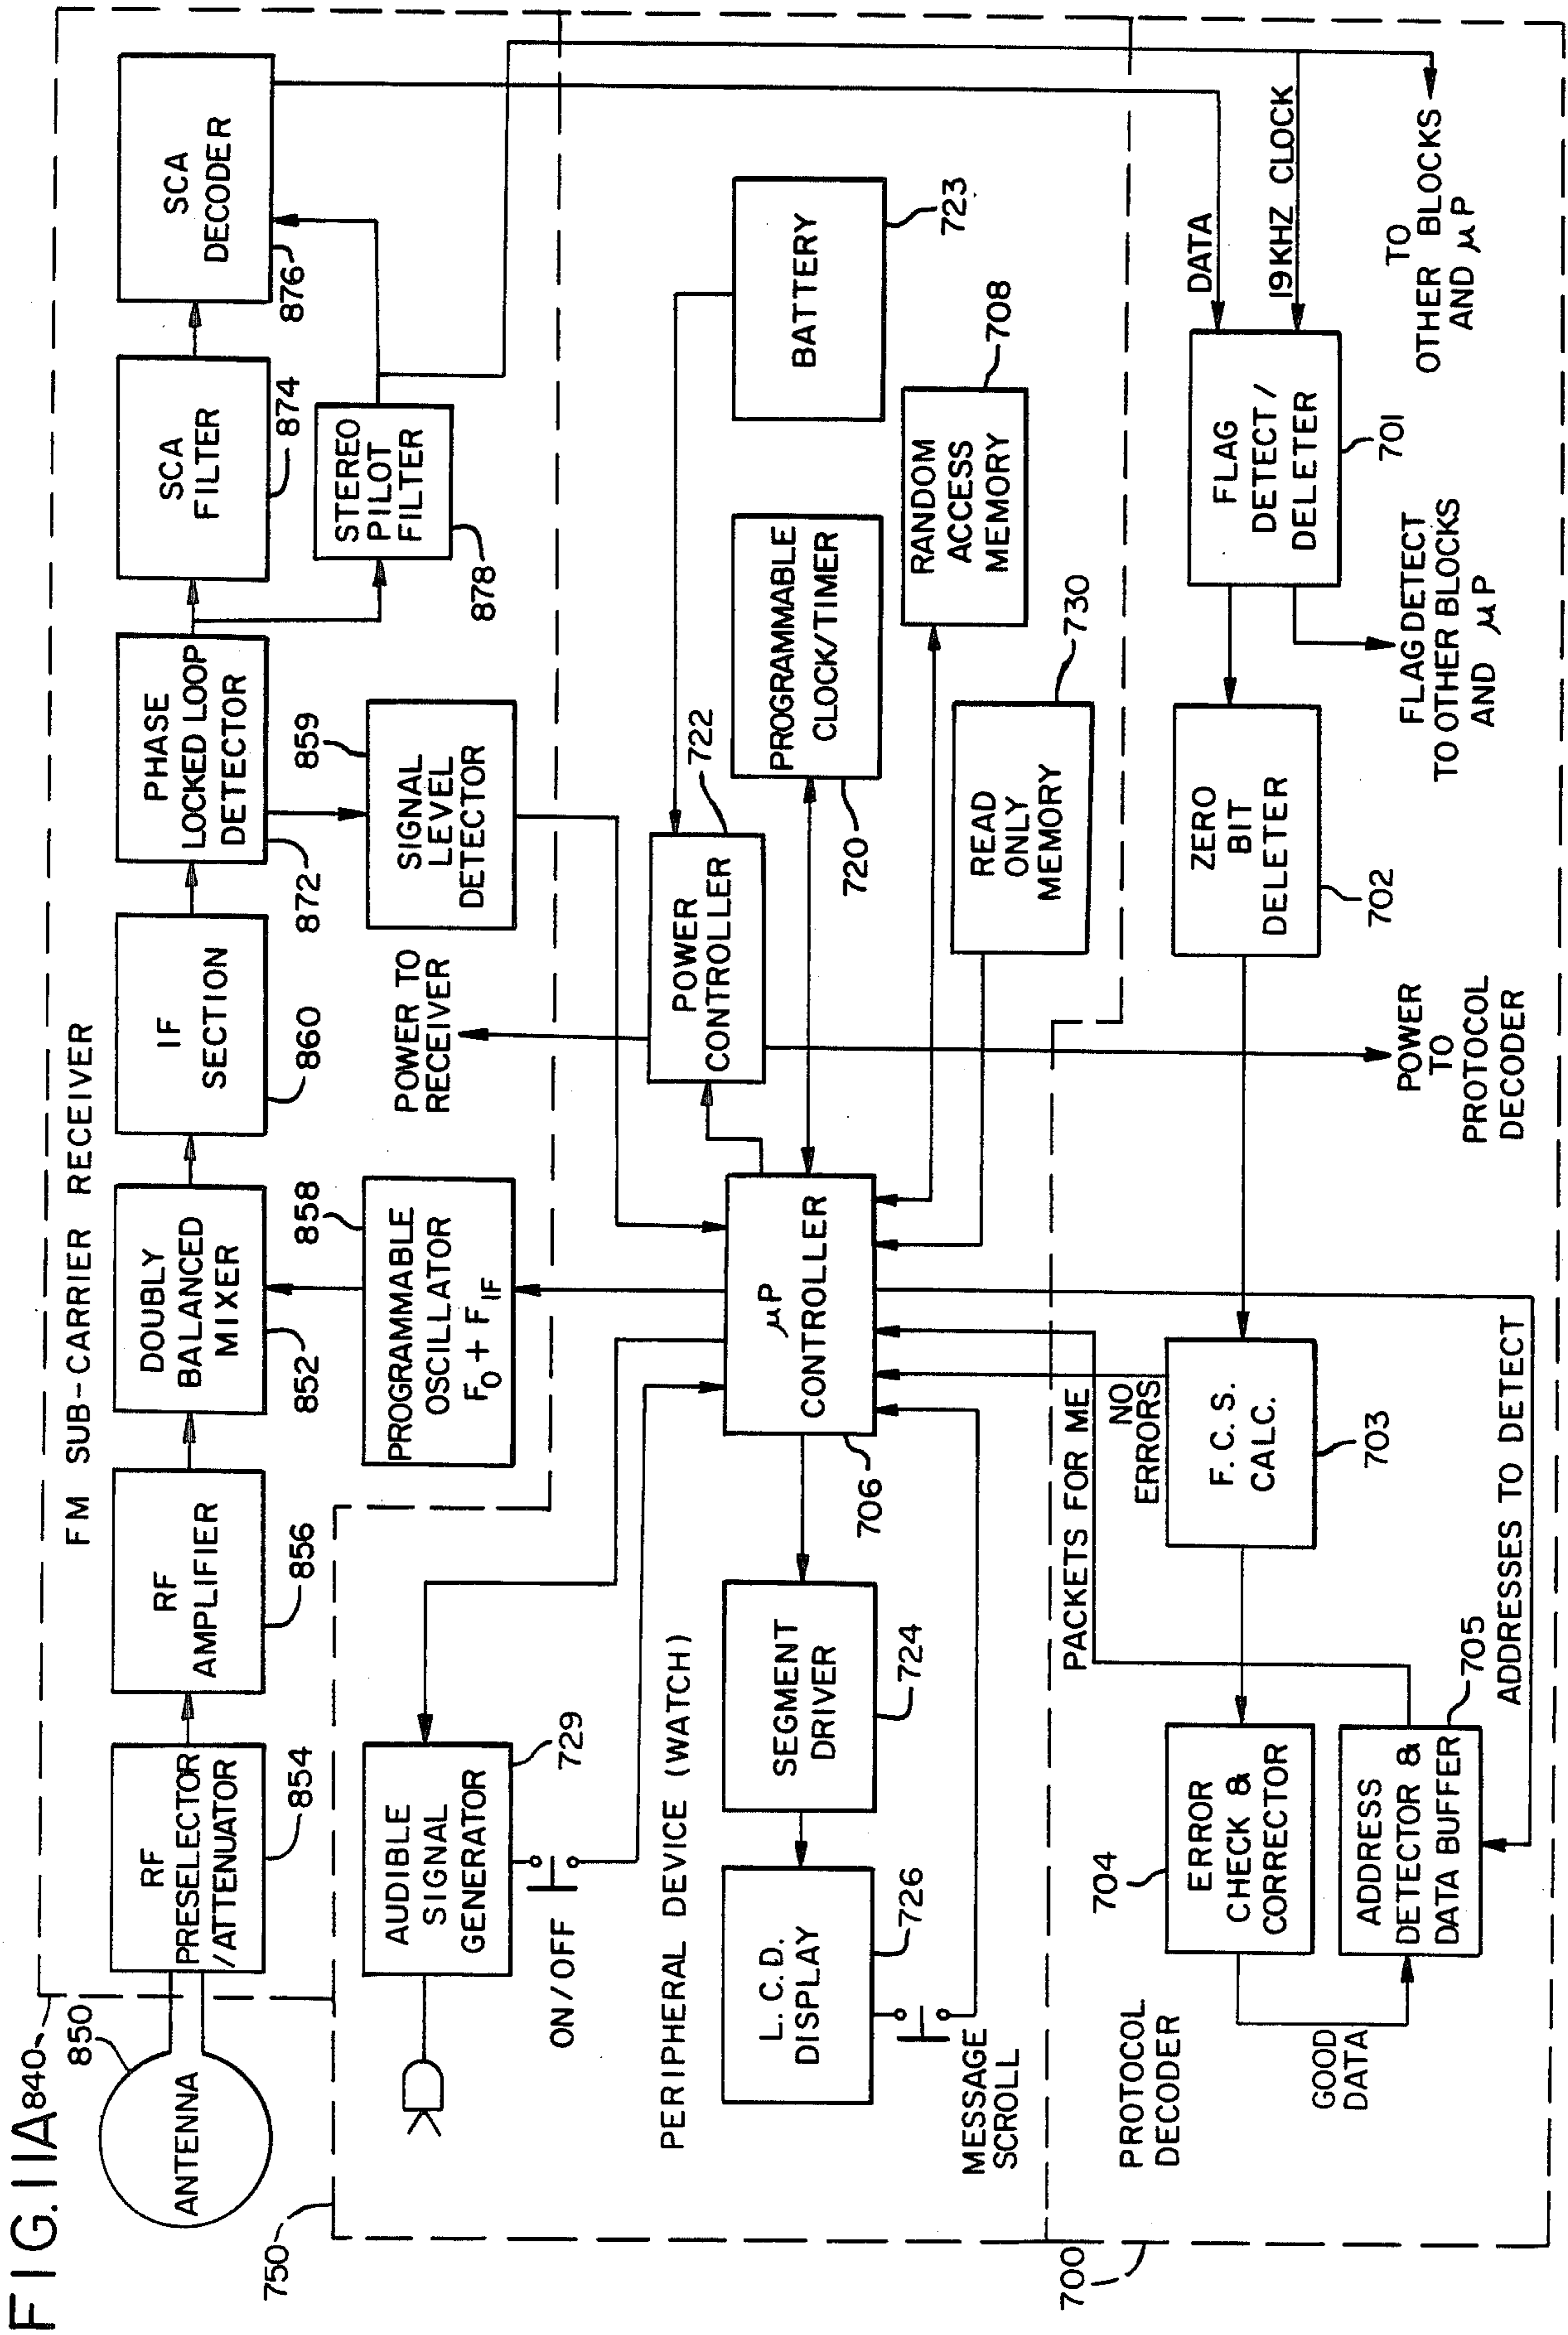 FIG. 11A
840
FM SUB-CARRIER RECEIVER
850
ANTENNA
RF
PRESELECTOR
/ATTENUATOR
854
RF
AMPLIFIER
856
DOUBLY
BALANCED
MIXER
852
IF
SECTION
860
PHASE
LOCKED LOOP
DETECTOR
872
SCA
FILTER
874
SCA
DECODER
876
STEREO
PILOT
FILTER
878
PROGRAMMABLE
OSCILLATOR
FO + FIF
858
POWER TO
RECEIVER
SIGNAL
LEVEL
DETECTOR
859
750
AUDIBLE
SIGNAL
GENERATOR
729
ON/OFF
PERIPHERAL DEVICE (WATCH)
L.C.D.
DISPLAY
726
MESSAGE
SCROLL
SEGMENT
DRIVER
724
μP
CONTROLLER
706
POWER
CONTROLLER
722
BATTERY
723
PROGRAMMABLE
CLOCK/TIMER
720
RANDOM
ACCESS
MEMORY
708
READ
ONLY
MEMORY
730
700
PROTOCOL
DECODER
GOOD
DATA
ERROR
CHECK &
CORRECTOR
704
ADDRESS
DETECTOR &
DATA BUFFER
705
PACKETS FOR ME
NO
ERRORS
ADDRESSES TO DETECT
F. C. S.
CALC.
703
POWER
TO
PROTOCOL
DECODER
ZERO
BIT
DELETER
702
FLAG DETECT
TO OTHER BLOCKS
AND μP
FLAG
DETECT/
DELETER
701
DATA
19KHZ CLOCK
TO
OTHER BLOCKS
AND μP